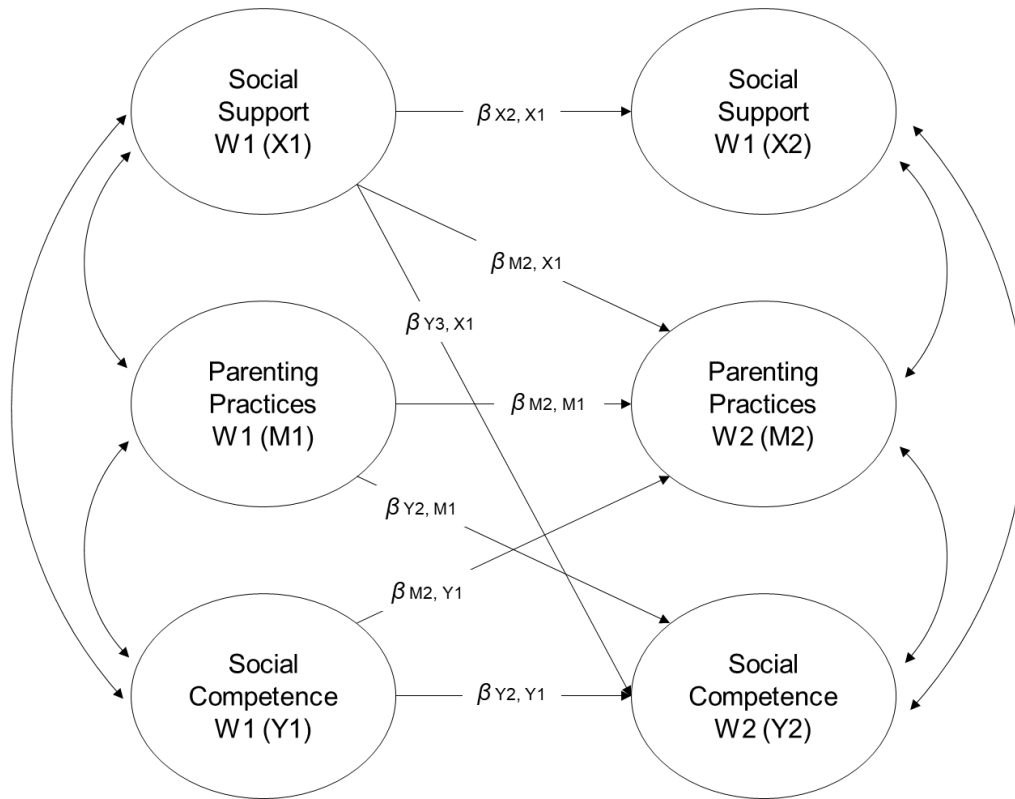 Social
Support
W1 (X1)
β X2, X1
Social
Support
W1 (X2)
β M2, X1
β Y3, X1
Parenting
Practices
W1 (M1)
β M2, M1
Parenting
Practices
W2 (M2)
β Y2, M1
β M2, Y1
Social
Competence
W1 (Y1)
β Y2, Y1
Social
Competence
W2 (Y2)